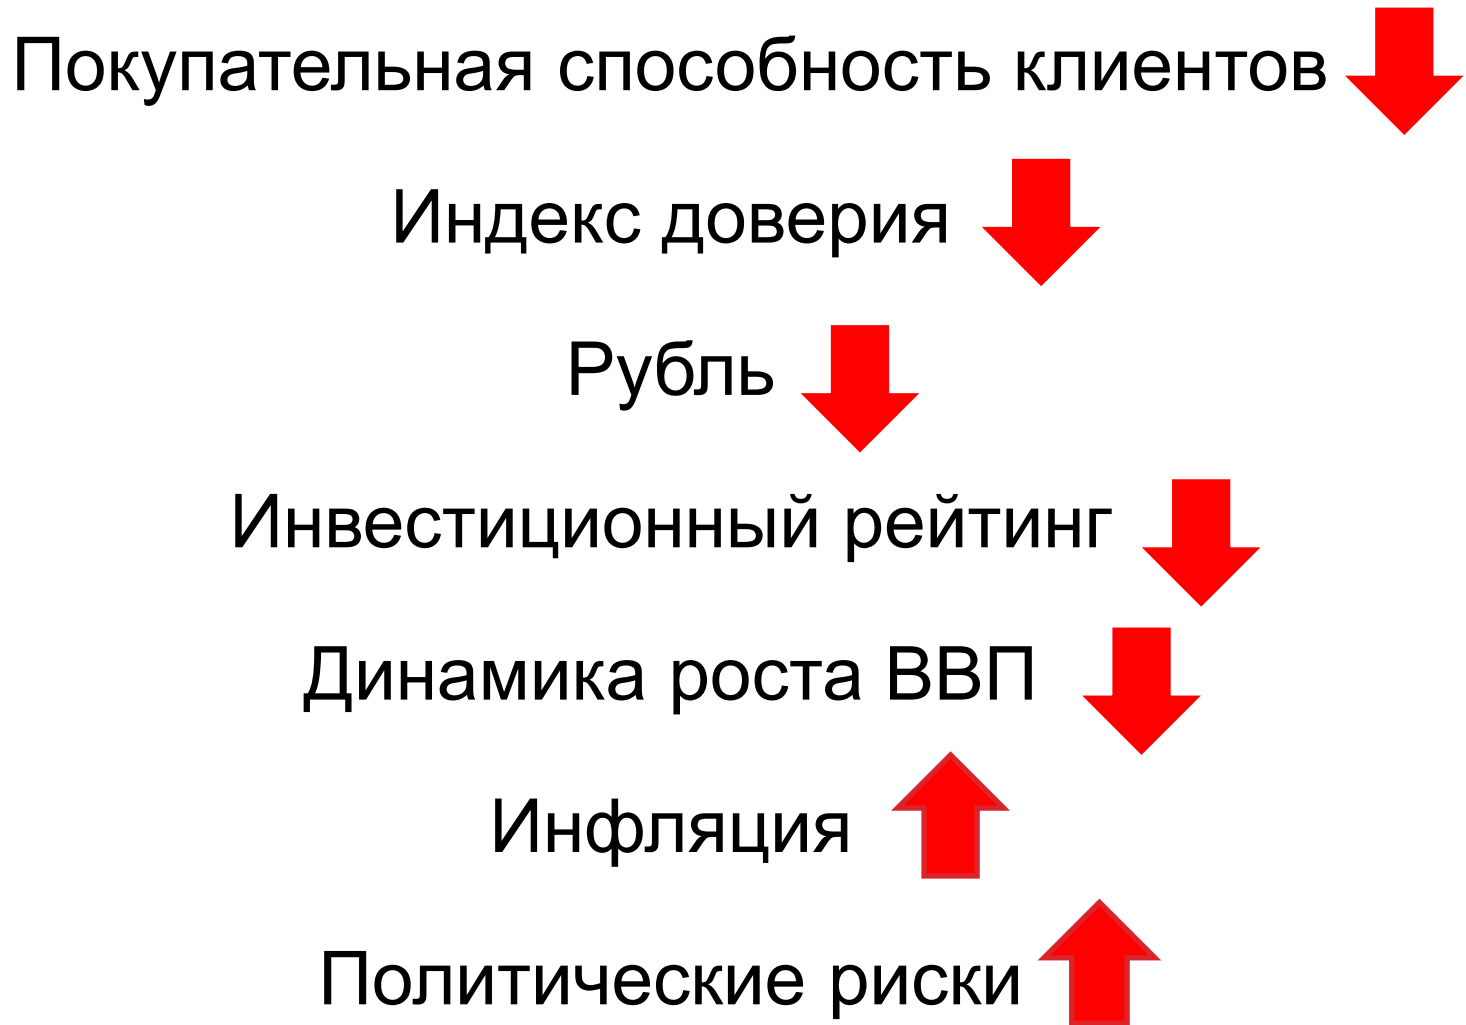 Покупательная способность клиентов
Индекс доверия
Рубль
Инвестиционный рейтинг
Динамика роста ВВП
Инфляция
Политические риски